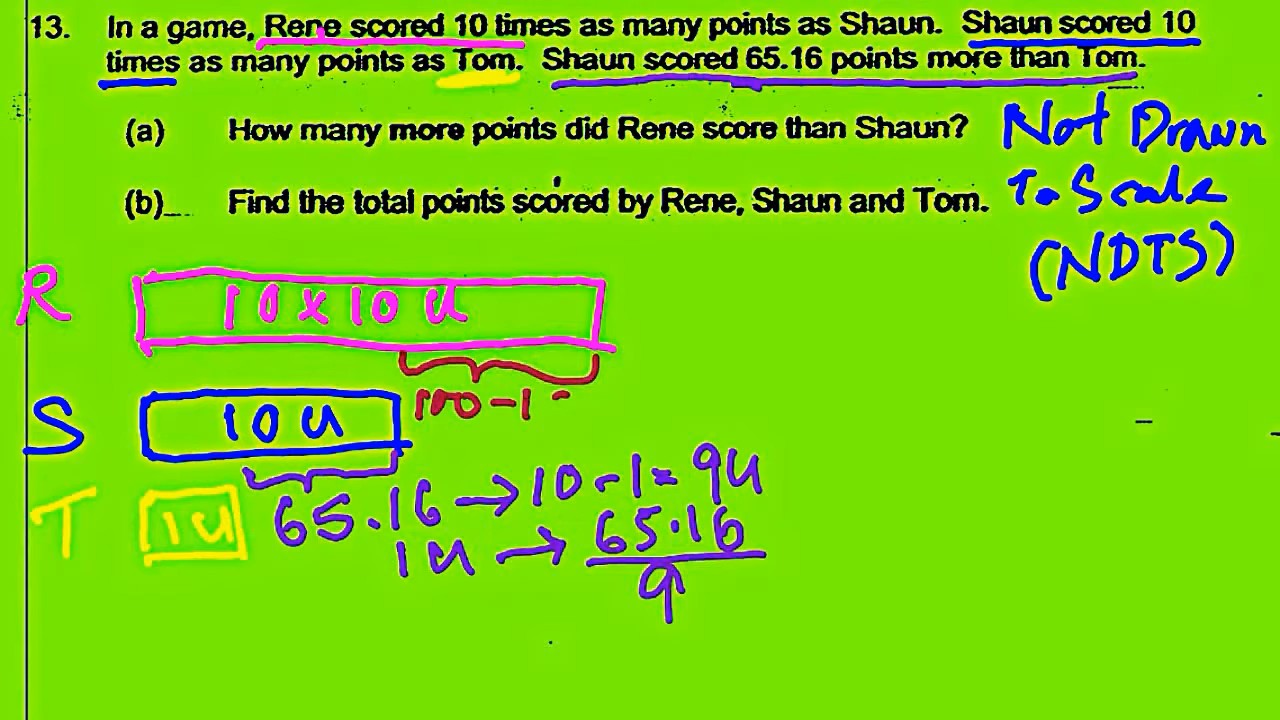 13. In a game, Rene scored 10 times as many points as Shaun. Shaun scored 10
times as many points as Tom. Shaun scored 65.16 points more than Tom.
(a) How many more points did Rene score than Shaun?
(b) Find the total points scored by Rene, Shaun and Tom.
Not Drawn
To Scale
(NDTS)
R 10 x 10 u
100 - 1
S 10 u
65.16 → 10 - 1 = 9u
T 1u
1u → 65.16
9